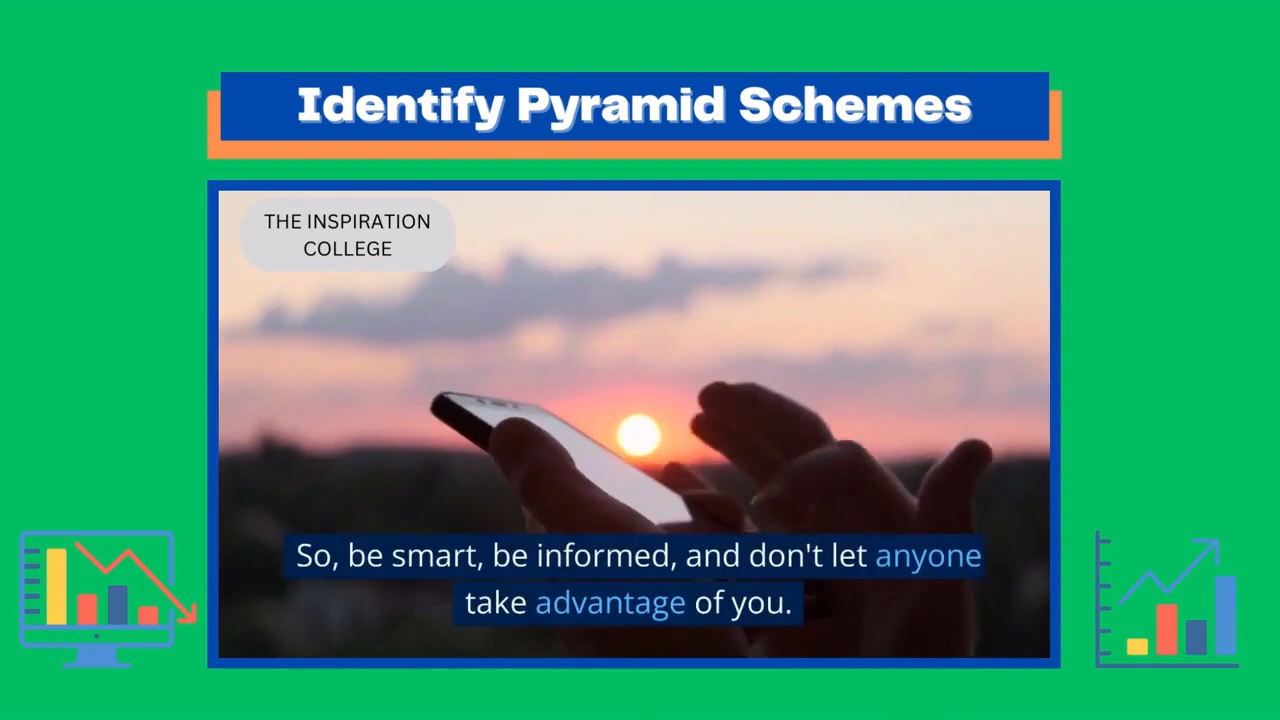 Identify Pyramid Schemes
THE INSPIRATION
COLLEGE
So, be smart, be informed, and don't let anyone
take advantage of you.